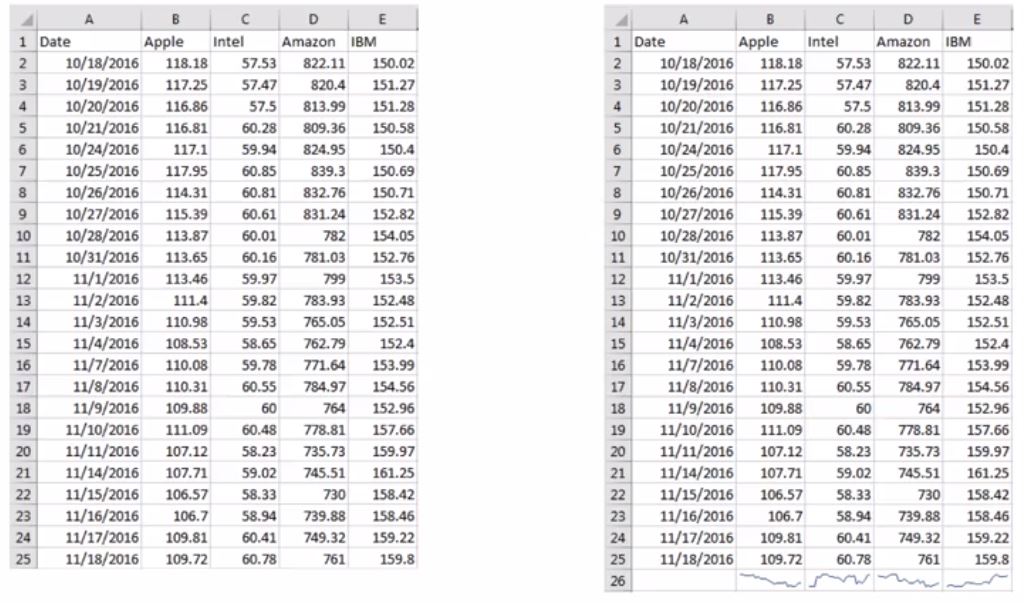 A B C D E
1 Date Apple Intel Amazon IBM
2 10/18/2016 118.18 57.53 822.11 150.02
3 10/19/2016 117.25 57.47 820.4 151.27
4 10/20/2016 116.86 57.5 813.99 151.28
5 10/21/2016 116.81 60.28 809.36 150.58
6 10/24/2016 117.1 59.94 824.95 150.4
7 10/25/2016 117.95 60.85 839.3 150.69
8 10/26/2016 114.31 60.81 832.76 150.71
9 10/27/2016 115.39 60.61 831.24 152.82
10 10/28/2016 113.87 60.01 782 154.05
11 10/31/2016 113.65 60.16 781.03 152.76
12 11/1/2016 113.46 59.97 799 153.5
13 11/2/2016 111.4 59.82 783.93 152.48
14 11/3/2016 110.98 59.53 765.05 152.51
15 11/4/2016 108.53 58.65 762.79 152.4
16 11/7/2016 110.08 59.78 771.64 153.99
17 11/8/2016 110.31 60.55 784.97 154.56
18 11/9/2016 109.88 60 764 152.96
19 11/10/2016 111.09 60.48 778.81 157.66
20 11/11/2016 107.12 58.23 735.73 159.97
21 11/14/2016 107.71 59.02 745.51 161.25
22 11/15/2016 106.57 58.33 730 158.42
23 11/16/2016 106.7 58.94 739.88 158.46
24 11/17/2016 109.81 60.41 749.32 159.22
25 11/18/2016 109.72 60.78 761 159.8
A B C D E
1 Date Apple Intel Amazon IBM
2 10/18/2016 118.18 57.53 822.11 150.02
3 10/19/2016 117.25 57.47 820.4 151.27
4 10/20/2016 116.86 57.5 813.99 151.28
5 10/21/2016 116.81 60.28 809.36 150.58
6 10/24/2016 117.1 59.94 824.95 150.4
7 10/25/2016 117.95 60.85 839.3 150.69
8 10/26/2016 114.31 60.81 832.76 150.71
9 10/27/2016 115.39 60.61 831.24 152.82
10 10/28/2016 113.87 60.01 782 154.05
11 10/31/2016 113.65 60.16 781.03 152.76
12 11/1/2016 113.46 59.97 799 153.5
13 11/2/2016 111.4 59.82 783.93 152.48
14 11/3/2016 110.98 59.53 765.05 152.51
15 11/4/2016 108.53 58.65 762.79 152.4
16 11/7/2016 110.08 59.78 771.64 153.99
17 11/8/2016 110.31 60.55 784.97 154.56
18 11/9/2016 109.88 60 764 152.96
19 11/10/2016 111.09 60.48 778.81 157.66
20 11/11/2016 107.12 58.23 735.73 159.97
21 11/14/2016 107.71 59.02 745.51 161.25
22 11/15/2016 106.57 58.33 730 158.42
23 11/16/2016 106.7 58.94 739.88 158.46
24 11/17/2016 109.81 60.41 749.32 159.22
25 11/18/2016 109.72 60.78 761 159.8
26